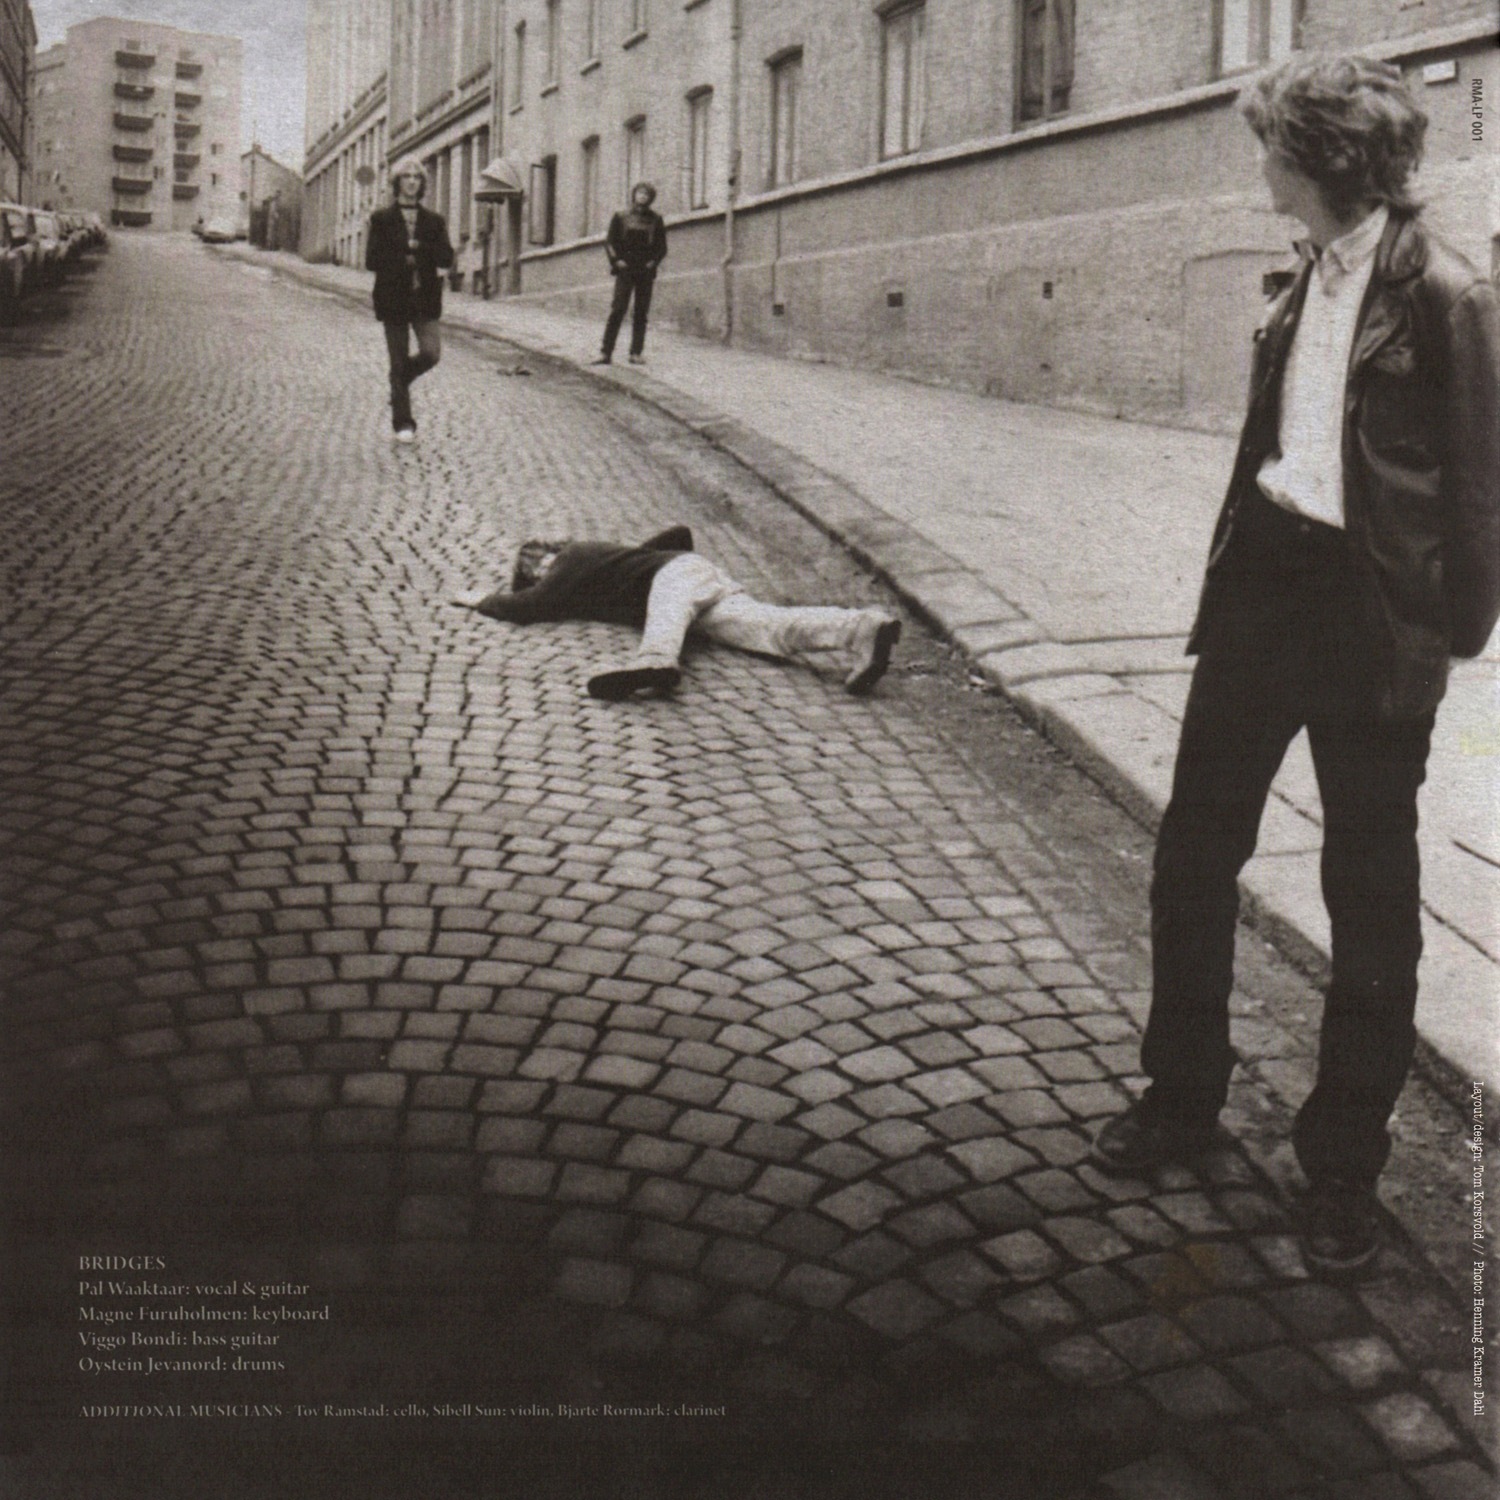 RMA-LP 001
BRIDGES
Pal Waaktaar: vocal & guitar
Magne Furuholmen: keyboard
Viggo Bondi: bass guitar
Oystein Jevanord: drums
ADDITIONAL MUSICIANS - Tov Ramstad: cello, Sibell Sun: violin, Bjarte Rormark: clarinet
Layout/design: Tom Korsvold // Photo: Henning Kramer Dahl